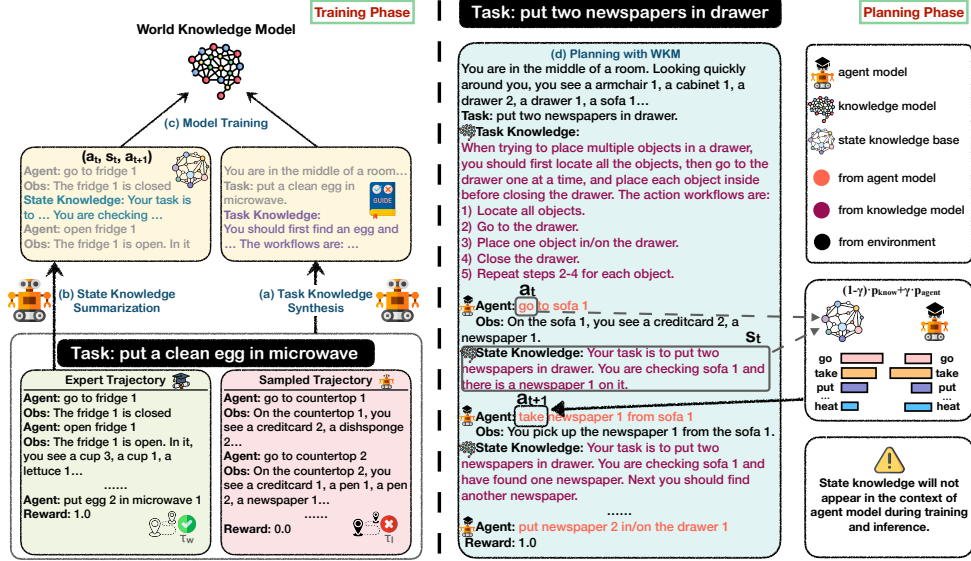 Training Phase
World Knowledge Model
(c) Model Training
(at, st, at+1)
Agent: go to fridge 1
Obs: The fridge 1 is closed
State Knowledge: Your task is
to … You are checking …
Agent: open fridge 1
Obs: The fridge 1 is open. In it
You are in the middle of a room…
Task: put a clean egg in
microwave.
Task Knowledge:
You should first find an egg and
… The workflows are: …
GUIDE
(b) State Knowledge
Summarization
(a) Task Knowledge
Synthesis
Task: put a clean egg in microwave
Expert Trajectory
Agent: go to fridge 1
Obs: The fridge 1 is closed
Agent: open fridge 1
Obs: The fridge 1 is open. In it,
you see a cup 3, a cup 1, a
lettuce 1…
......
Agent: put egg 2 in microwave 1
Reward: 1.0
τw
Sampled Trajectory
Agent: go to countertop 1
Obs: On the countertop 1, you
see a creditcard 2, a dishsponge
2…
Agent: go to countertop 2
Obs: On the countertop 2, you
see a creditcard 1, a pen 1, a pen
2, a newspaper 1…
......
Reward: 0.0
τl
Task: put two newspapers in drawer
(d) Planning with WKM
You are in the middle of a room. Looking quickly
around you, you see a armchair 1, a cabinet 1, a
drawer 2, a drawer 1, a sofa 1…
Task: put two newspapers in drawer.
Task Knowledge:
When trying to place multiple objects in a drawer,
you should first locate all the objects, then go to the
drawer one at a time, and place each object inside
before closing the drawer. The action workflows are:
1) Locate all objects.
2) Go to the drawer.
3) Place one object in/on the drawer.
4) Close the drawer.
5) Repeat steps 2-4 for each object.
at
Agent: go to sofa 1
Obs: On the sofa 1, you see a creditcard 2, a
newspaper 1.
st
State Knowledge: Your task is to put two
newspapers in drawer. You are checking sofa 1 and
there is a newspaper 1 on it.
at+1
Agent: take newspaper 1 from sofa 1
Obs: You pick up the newspaper 1 from the sofa 1.
State Knowledge: Your task is to put two
newspapers in drawer. You are checking sofa 1 and
have found one newspaper. Next you should find
another newspaper.
......
Agent: put newspaper 2 in/on the drawer 1
Reward: 1.0
Planning Phase
agent model
knowledge model
state knowledge base
from agent model
from knowledge model
from environment
(1-γ)·pknow+γ·pagent
go go
take take
put put
... ...
heat heat
State knowledge will not
appear in the context of
agent model during training
and inference.